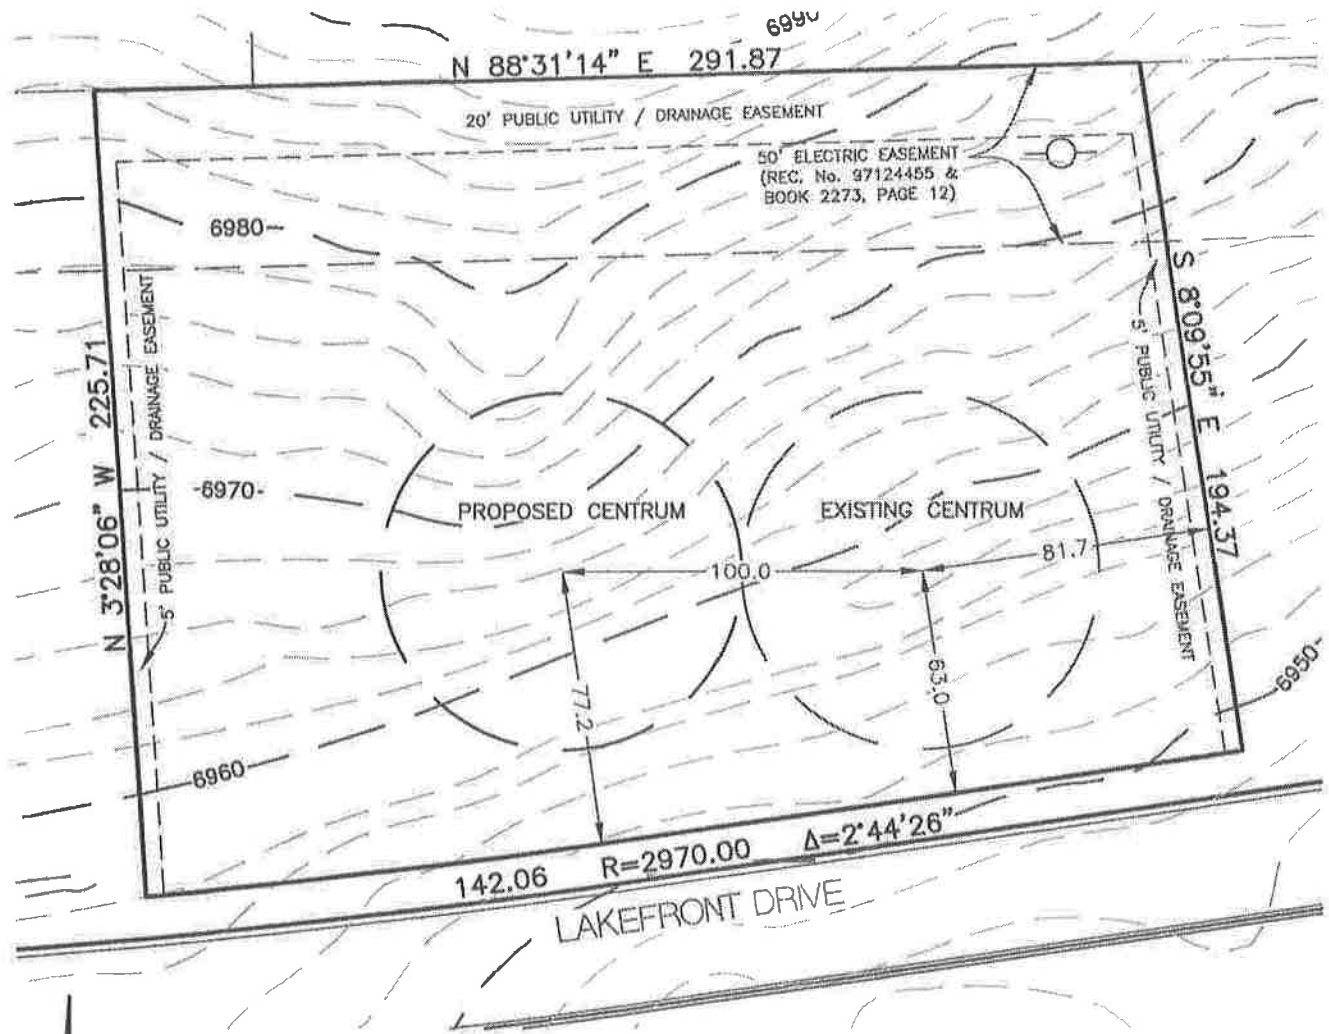 6990
N 88°31'14" E 291.87
20' PUBLIC UTILITY / DRAINAGE EASEMENT
50' ELECTRIC EASEMENT
(REC. No. 97124455 &
BOOK 2273, PAGE 12)
6980
S 8°09'55" E 194.37
5' PUBLIC UTILITY / DRAINAGE EASEMENT
N 3°28'06" W 225.71
5' PUBLIC UTILITY / DRAINAGE EASEMENT
-6970-
PROPOSED CENTRUM
EXISTING CENTRUM
100.0
81.7
77.2
63.0
6950
6960
142.06 R=2970.00 Δ=2°44'26"
LAKEFRONT DRIVE